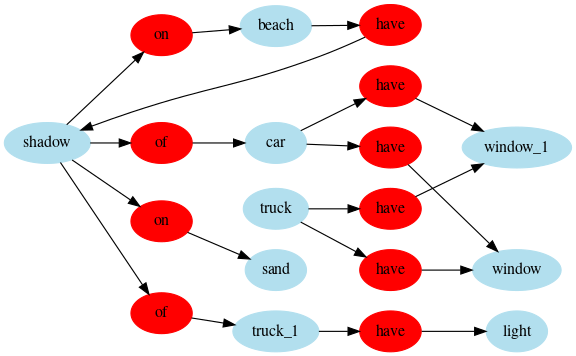 on
beach
have
shadow
of
car
have
have
window_1
on
truck
have
sand
have
window
of
truck_1
have
light